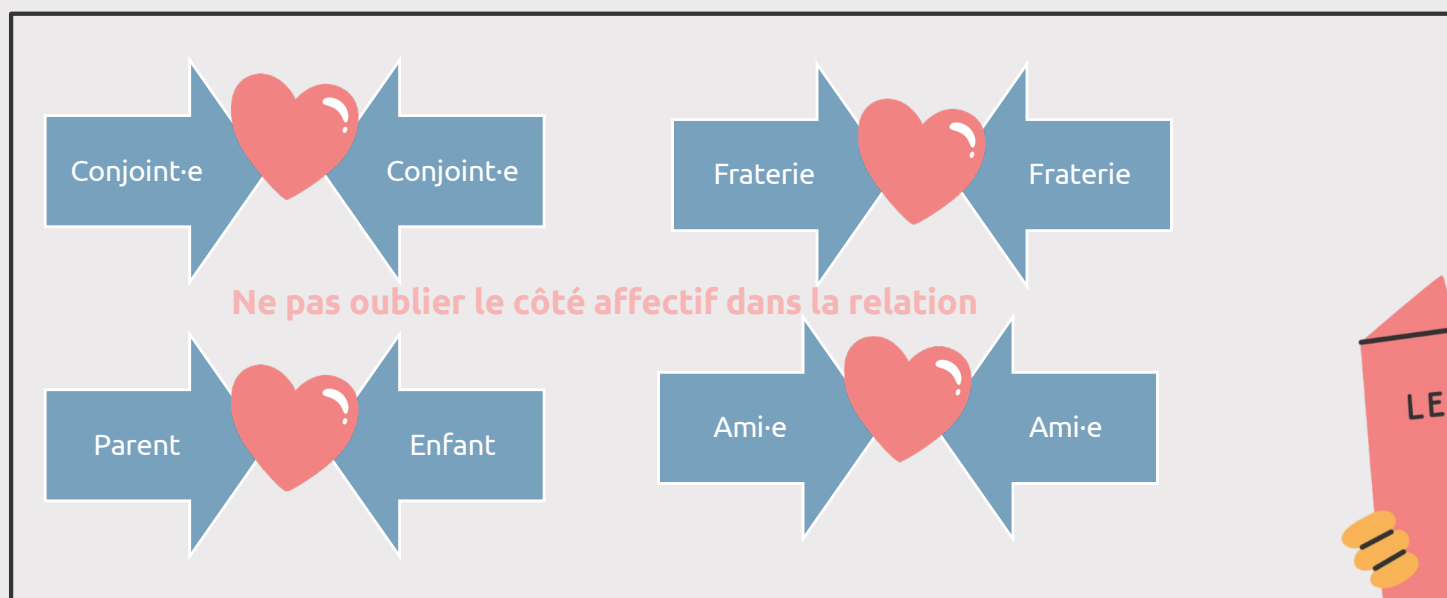 Conjoint·e
Conjoint·e
Fraterie
Fraterie
Ne pas oublier le côté affectif dans la relation
Parent
Enfant
Ami·e
Ami·e
LE